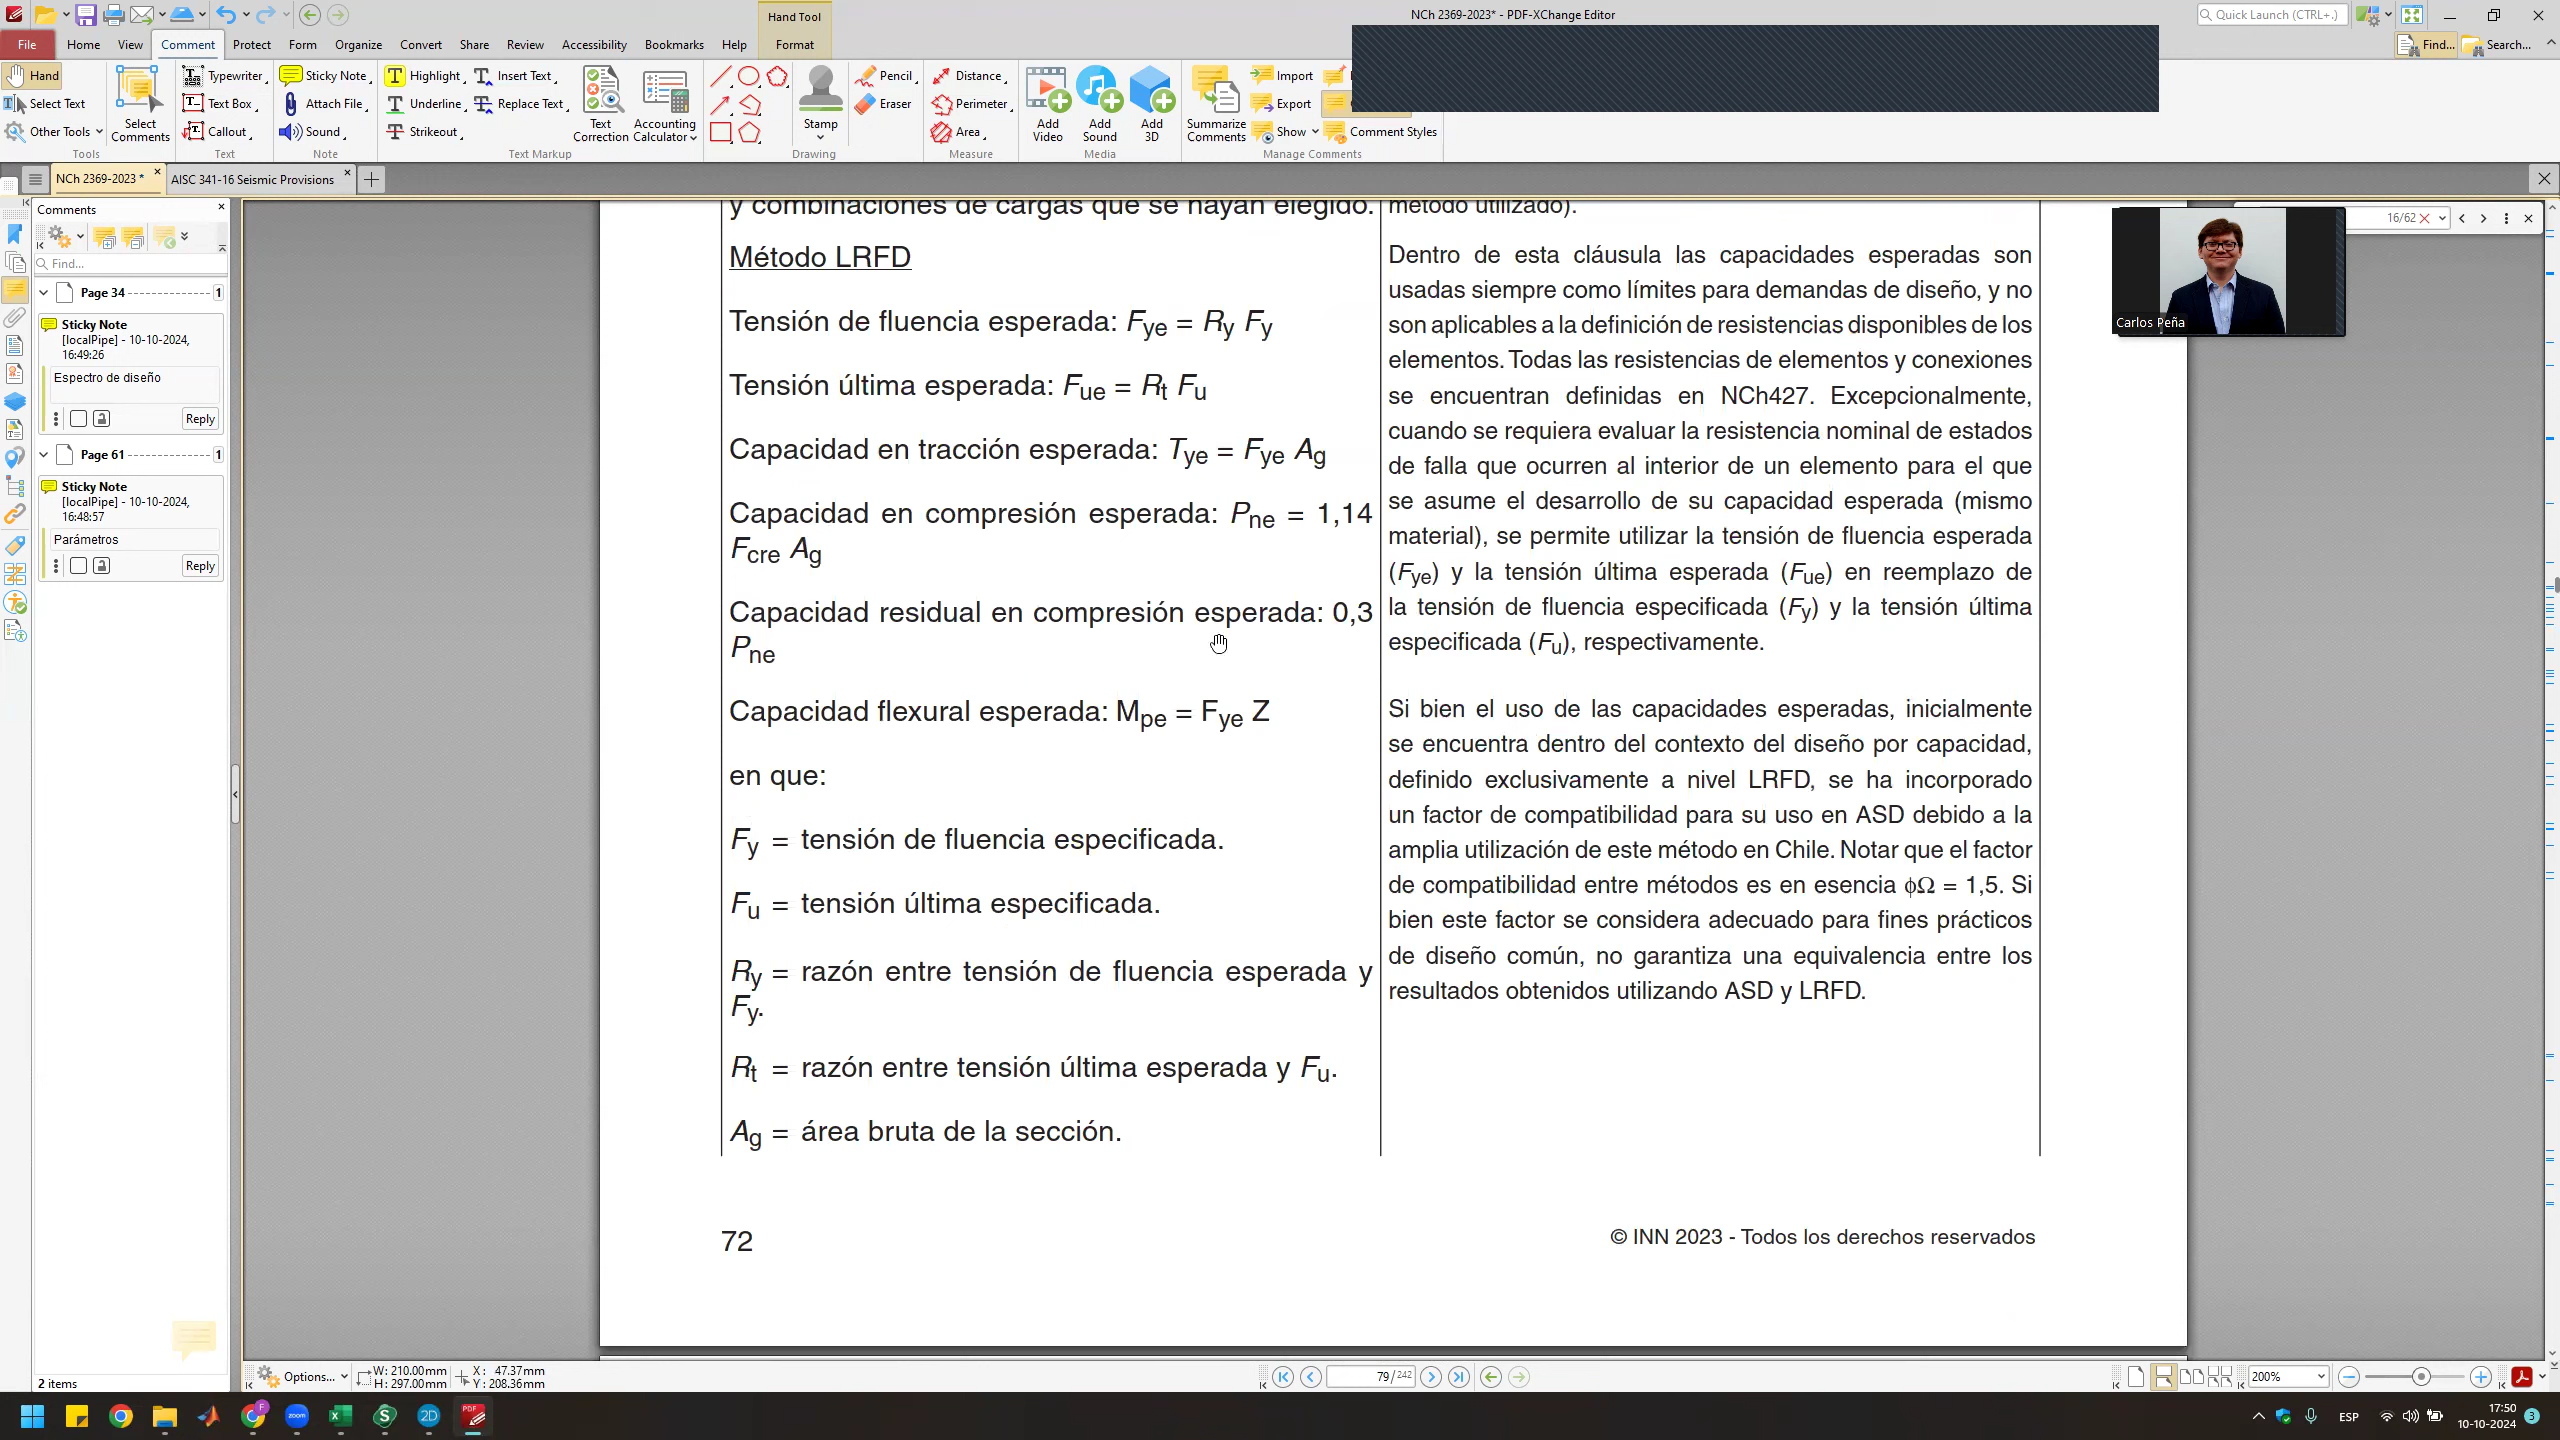 NCh 2369-2023* - PDF-XChange Editor
Hand Tool
Quick Launch (CTRL+.)
File
Home
View
Comment
Protect
Form
Organize
Convert
Share
Review
Accessibility
Bookmarks
Help
Format
Find...
Search...
Hand
Select Text
Other Tools
Tools
Select
Comments
Typewriter
Text Box
Callout
Text
Sticky Note
Attach File
Sound
Note
Highlight
Underline
Strikeout
Insert Text
Replace Text
Text Markup
Text
Correction
Accounting
Calculator
Stamp
Pencil
Eraser
Drawing
Distance
Perimeter
Area
Measure
Add
Video
Add
Sound
Add
3D
Media
Summarize
Comments
Import
Export
Show
Comment Styles
Manage Comments
NCh 2369-2023 *
AISC 341-16 Seismic Provisions
Comments
Find...
Page 34
1
Sticky Note
[localPipe] - 10-10-2024,
16:49:26
Espectro de diseño
Reply
Page 61
1
Sticky Note
[localPipe] - 10-10-2024,
16:48:57
Parámetros
Reply
2 items
16/62
Carlos Peña
y combinaciones de cargas que se hayan elegido.
Método LRFD
Tensión de fluencia esperada: Fye = Ry Fy
Tensión última esperada: Fue = Rt Fu
Capacidad en tracción esperada: Tye = Fye Ag
Capacidad en compresión esperada: Pne = 1,14
Fcre Ag
Capacidad residual en compresión esperada: 0,3
Pne
Capacidad flexural esperada: Mpe = Fye Z
en que:
Fy = tensión de fluencia especificada.
Fu = tensión última especificada.
Ry = razón entre tensión de fluencia esperada y
Fy.
Rt = razón entre tensión última esperada y Fu.
Ag = área bruta de la sección.
método utilizado).
Dentro de esta cláusula las capacidades esperadas son
usadas siempre como límites para demandas de diseño, y no
son aplicables a la definición de resistencias disponibles de los
elementos. Todas las resistencias de elementos y conexiones
se encuentran definidas en NCh427. Excepcionalmente,
cuando se requiera evaluar la resistencia nominal de estados
de falla que ocurren al interior de un elemento para el que
se asume el desarrollo de su capacidad esperada (mismo
material), se permite utilizar la tensión de fluencia esperada
(Fye) y la tensión última esperada (Fue) en reemplazo de
la tensión de fluencia especificada (Fy) y la tensión última
especificada (Fu), respectivamente.
Si bien el uso de las capacidades esperadas, inicialmente
se encuentra dentro del contexto del diseño por capacidad,
definido exclusivamente a nivel LRFD, se ha incorporado
un factor de compatibilidad para su uso en ASD debido a la
amplia utilización de este método en Chile. Notar que el factor
de compatibilidad entre métodos es en esencia ϕΩ = 1,5. Si
bien este factor se considera adecuado para fines prácticos
de diseño común, no garantiza una equivalencia entre los
resultados obtenidos utilizando ASD y LRFD.
72
© INN 2023 - Todos los derechos reservados
Options...
W: 210.00mm
H: 297.00mm
X: 47.37mm
Y: 208.36mm
79/242
200%
zoom
2D
PDF
ESP
17:50
10-10-2024
3